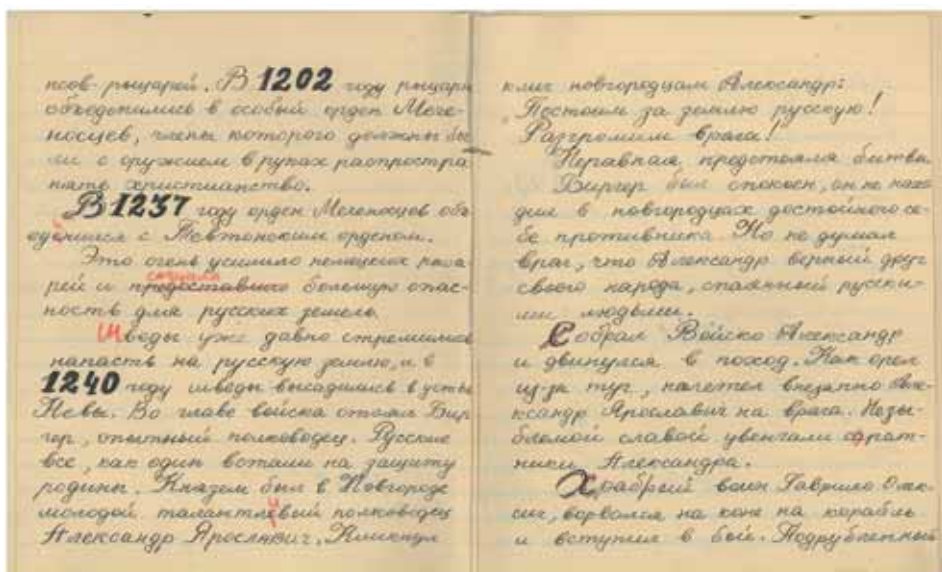 псов-рыцарей. В 1202 году рыцари
объеденились в особый орден Мече-
носцев, члены которого должны бы
ли с оружием в руках распростра
нять христианство.
В 1237 году орден Меченосцев объ-
еденился с Тевтонским орденом.
Это очень усилило немецких рыца-
рей и предоставило большую опас-
создало
ность для русских земель.
Шведы уже давно стремились
напасть на русскую землю, и в
1240 году шведы высадились в устье
Невы. Во главе войска стоял Бир-
гер, опытный полководец. Русские
все, как один встали на защиту
родины. Князем был в Новгороде
молодой талантлевый полководец
Александр Ярославич. Кликнул
клич новгородцам Александр:
Постоим за землю русскую!
Разгромим врага!
Неравная предстояла битва.
Биргер был спокоен, он не нахо-
дил в новгородцах достойного се-
бе противника. Но не думал
враг, что Александр верный друг
своего народа, спаянный русски-
ми людьми.
Собрал Войско Александр
и двинулся в поход. Как орел
из-за туч, налетел внезапно Але-
ксандр Ярославич на врага. Незы-
блемой славой увенчали сорат-
ники Александра.
Храбрый воин Гаврило Олек-
сич, ворвался на коне на корабль
и вступил в бой. Подрубленный